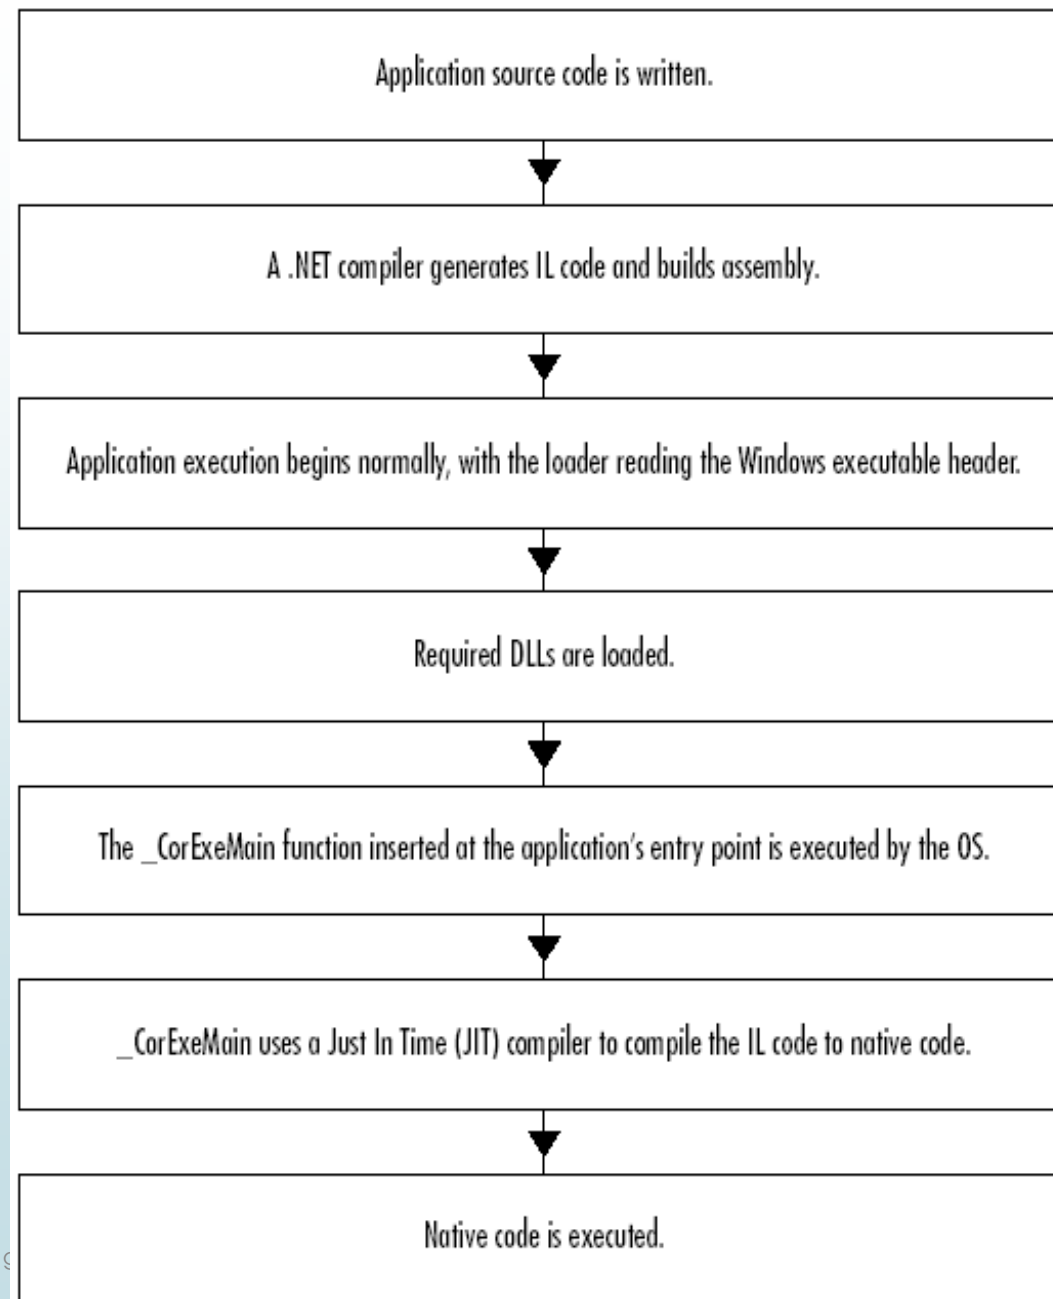 Application source code is written.
A .NET compiler generates IL code and builds assembly.
Application execution begins normally, with the loader reading the Windows executable header.
Required DLLs are loaded.
The _CorExeMain function inserted at the application's entry point is executed by the OS.
_CorExeMain uses a Just In Time (JIT) compiler to compile the IL code to native code.
Native code is executed.